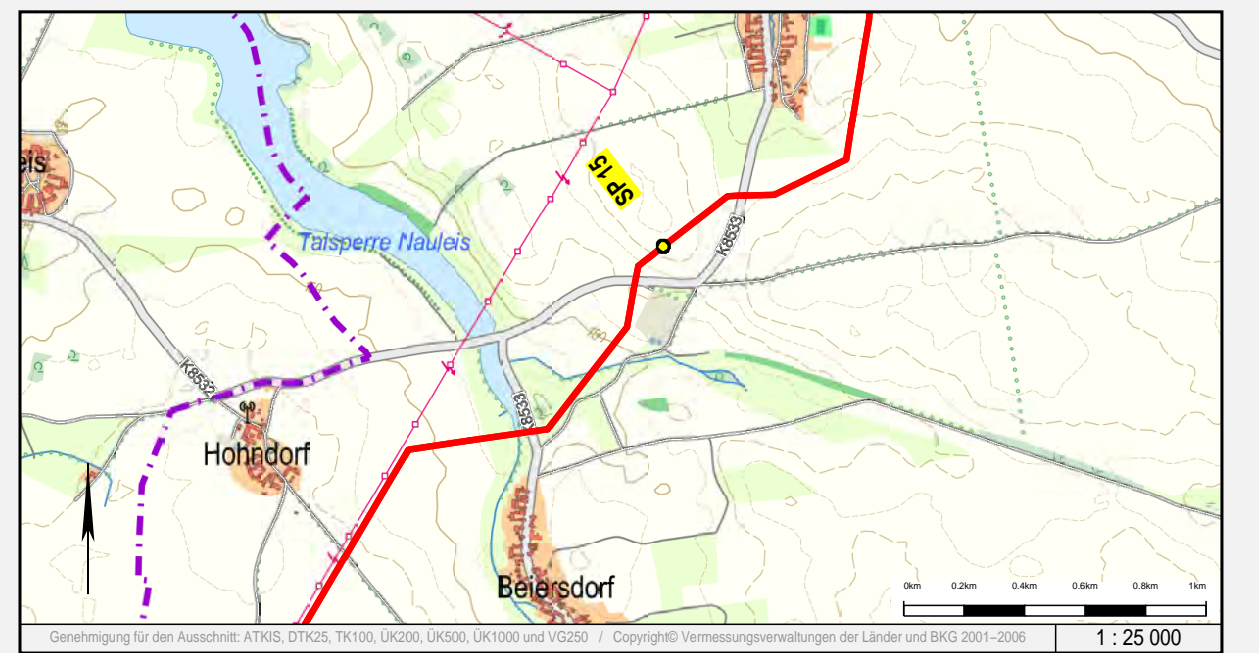 eis
SP 15
Talsperre Nauleis
K8533
K8532
K8533
Hohndorf
Beiersdorf
0km 0.2km 0.4km 0.6km 0.8km 1km
Genehmigung für den Ausschnitt: ATKIS, DTK25, TK100, ÜK200, ÜK500, ÜK1000 und VG250 / Copyright© Vermessungsverwaltungen der Länder und BKG 2001–2006
1 : 25 000